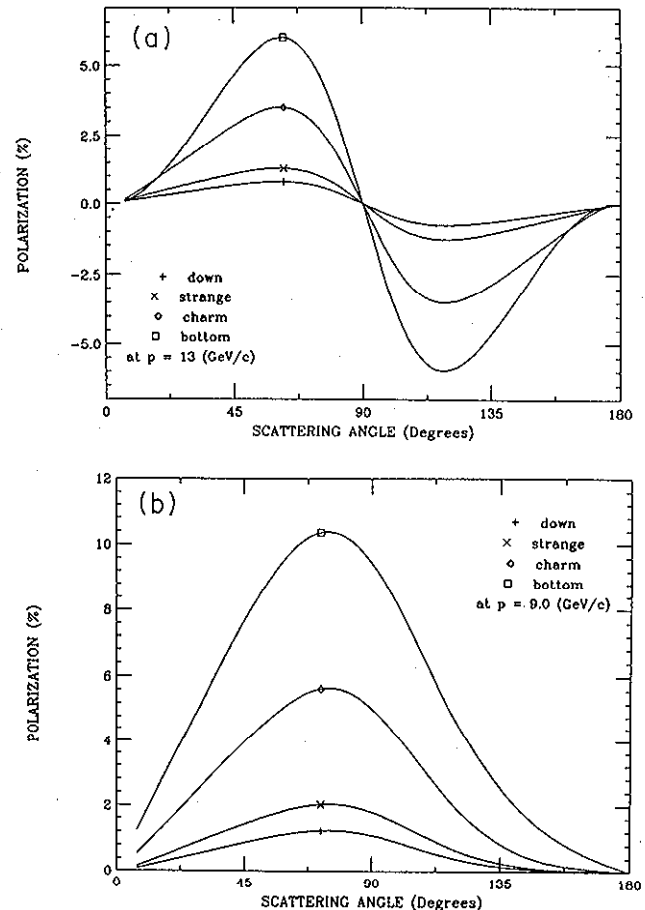 (a)
5.0
2.5
0.0
-2.5
-5.0
POLARIZATION (%)
+ down
× strange
◇ charm
□ bottom
at p = 13 (GeV/c)
0 45 90 135 180
SCATTERING ANGLE (Degrees)
(b)
12
10
8
6
4
2
0
POLARIZATION (%)
+ down
× strange
◇ charm
□ bottom
at p = 9.0 (GeV/c)
0 45 90 135 180
SCATTERING ANGLE (Degrees)